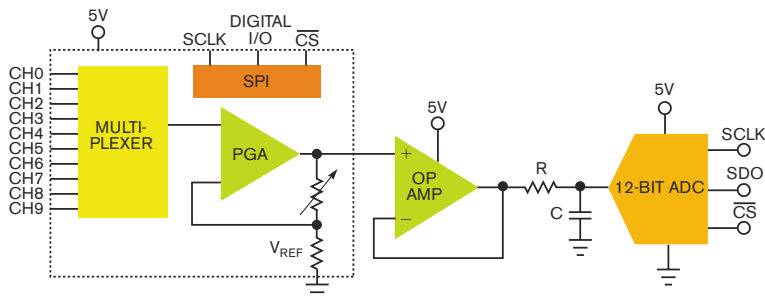 5V
DIGITAL
I/O
SCLK
CS
SPI
CH0
CH1
CH2
CH3
CH4
CH5
CH6
CH7
CH8
CH9
MULTI-
PLEXER
PGA
VREF
5V
+
OP
AMP
–
R
C
5V
12-BIT ADC
SCLK
SDO
CS